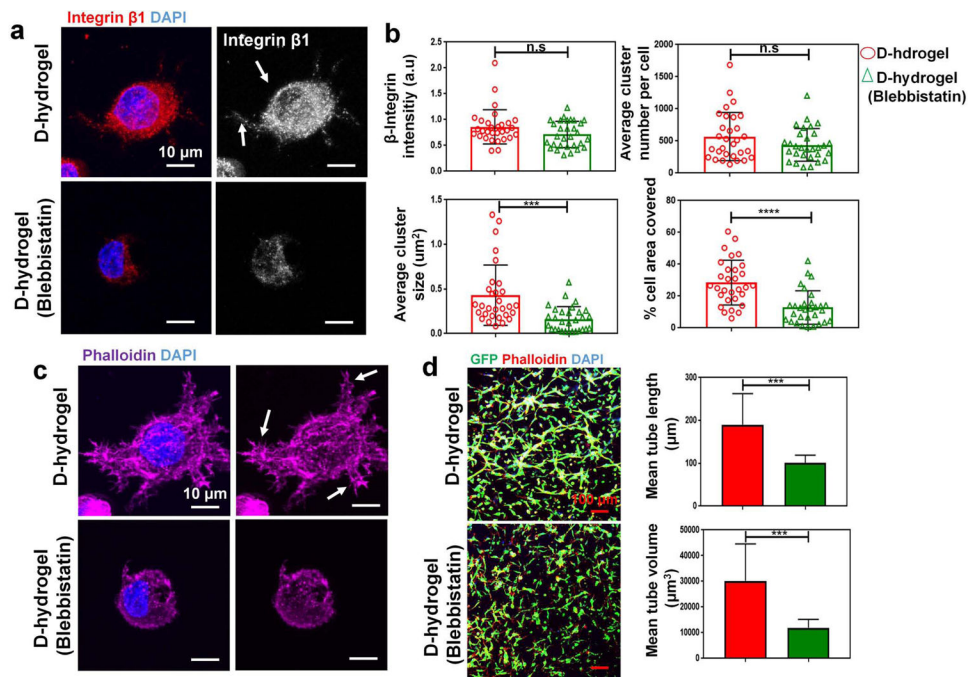 a
Integrin β1 DAPI
D-hydrogel
10 μm
Integrin β1
D-hydrogel
(Blebbistatin)
b
β-Integrin
intensitiy (a.u)
2.5
2.0
1.5
1.0
0.5
0.0
n.s
Average cluster
number per cell
2000
1500
1000
500
0
n.s
D-hdrogel
D-hydrogel
(Blebbistatin)
Average cluster
size (um²)
1.5
1.0
0.5
0.0
***
% cell area covered
80
60
40
20
0
****
c
Phalloidin DAPI
D-hydrogel
10 μm
D-hydrogel
(Blebbistatin)
d
GFP Phalloidin DAPI
D-hydrogel
100 μm
D-hydrogel
(Blebbistatin)
Mean tube length
(μm)
300
200
100
0
***
Mean tube volume
(μm³)
50000
40000
30000
20000
10000
0
***